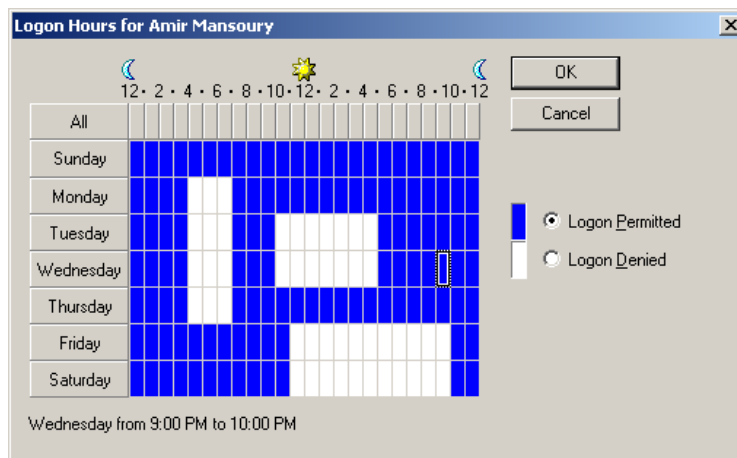 Logon Hours for Amir Mansoury
12 · 2 · 4 · 6 · 8 · 10 · 12 · 2 · 4 · 6 · 8 · 10 · 12
OK
All
Cancel
Sunday
Monday
Tuesday
Logon Permitted
Wednesday
Logon Denied
Thursday
Friday
Saturday
Wednesday from 9:00 PM to 10:00 PM